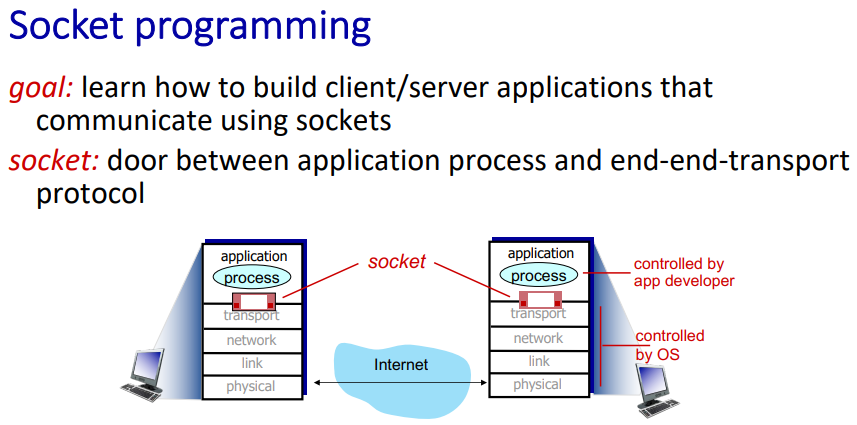 Socket programming
goal: learn how to build client/server applications that
communicate using sockets
socket: door between application process and end-end-transport
protocol
application
process
transport
network
link
physical
socket
Internet
application
process
transport
network
link
physical
controlled by
app developer
controlled
by OS